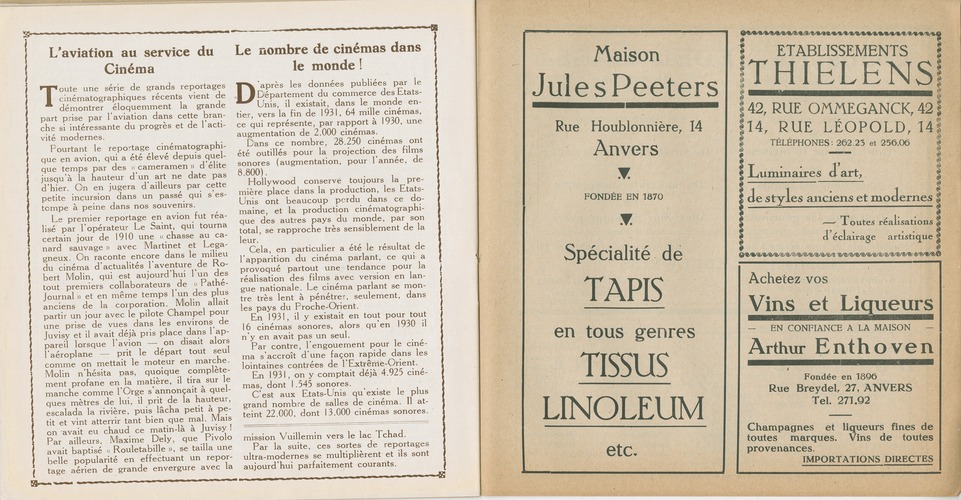 L'aviation au service du
Cinéma
Toute une série de grands reportages
cinématographiques récents vient de
démontrer éloquemment la grande
part prise par l'aviation dans cette bran-
che si intéressante du progrès et de l'acti-
vité modernes.
Pourtant le reportage cinématographi-
que en avion, qui a été élevé depuis quel-
que temps par des « cameramen » d'élite
jusqu'à la hauteur d'un art ne date pas
d'hier. On en jugera d'ailleurs par cette
petite incursion dans un passé qui s'es-
tompe à peine dans nos souvenirs.
Le premier reportage en avion fut réa-
lisé par l'opérateur Le Saint, qui tourna
certain jour de 1910 une « chasse au ca-
nard sauvage » avec Martinet et Lega-
gneux. On raconte encore dans le milieu
du cinéma d'actualités l'aventure de Ro-
bert Molin, qui est aujourd'hui l'un des
tout premiers collaborateurs de « Pathé-
Journal » et en même temps l'un des plus
anciens de la corporation. Molin allait
partir un jour avec le pilote Champel pour
une prise de vues dans les environs de
Juvisy et il avait déjà pris place dans l'ap-
pareil lorsque l'avion — on disait alors
l'aéroplane — prit le départ tout seul
comme on mettait le moteur en marche.
Molin n'hésita pas, quoique complète-
ment profane en la matière, il tira sur le
manche comme l'Orge s'annonçait à quel-
ques mètres de lui, il prit de la hauteur,
escalada la rivière, puis lâcha petit à pe-
tit et vint atterrir tant bien que mal. Mais
on avait eu chaud ce matin-là à Juvisy !
Par ailleurs, Maxime Dely, que Pivolo
avait baptisé « Rouletabille », se tailla une
belle popularité en effectuant un repor-
tage aérien de grande envergure avec la
Le nombre de cinémas dans
le monde !
D'après les données publiées par le
Département du commerce des Etats-
Unis, il existait, dans le monde en-
tier, vers la fin de 1931, 64 mille cinémas,
ce qui représente, par rapport à 1930, une
augmentation de 2.000 cinémas.
Dans ce nombre, 28.250 cinémas ont
été outillés pour la projection des films
sonores (augmentation, pour l'année, de
8.800).
Hollywood conserve toujours la pre-
mière place dans la production, les Etats-
Unis ont beaucoup perdu dans ce do-
maine, et la production cinématographi-
que des autres pays du monde, par son
total, se rapproche très sensiblement de la
leur.
Cela, en particulier a été le résultat de
l'apparition du cinéma parlant, ce qui a
provoqué partout une tendance pour la
réalisation des films avec version en lan-
gue nationale. Le cinéma parlant se mon-
tre très lent à pénétrer, seulement, dans
les pays du Proche-Orient.
En 1931, il y existait en tout pour tout
16 cinémas sonores, alors qu'en 1930 il
n'y en avait pas un seul.
Par contre, l'engouement pour le ciné-
ma s'accroît d'une façon rapide dans les
lointaines contrées de l'Extrême-Orient.
En 1931, on y comptait déjà 4.925 ciné-
mas, dont 1.545 sonores.
C'est aux Etats-Unis qu'existe le plus
grand nombre de salles de cinéma. Il at-
teint 22.000, dont 13.000 cinémas sonores.
mission Vuillemin vers le lac Tchad.
Par la suite, ces sortes de reportages
ultra-modernes se multiplièrent et ils sont
aujourd'hui parfaitement courants.
Maison
Jules Peeters
Rue Houblonnière, 14
Anvers
FONDÉE EN 1870
Spécialité de
TAPIS
en tous genres
TISSUS
LINOLEUM
etc.
ETABLISSEMENTS
THIELENS
42, RUE OMMEGANCK, 42
14, RUE LÉOPOLD, 14
TÉLÉPHONES: 262.23 et 256.06
Luminaires d'art,
de styles anciens et modernes
— Toutes réalisations
d'éclairage artistique
Achetez vos
Vins et Liqueurs
— EN CONFIANCE A LA MAISON —
Arthur Enthoven
Fondée en 1896
Rue Breydel, 27, ANVERS
Tel. 271,92
Champagnes et liqueurs fines de
toutes marques. Vins de toutes
provenances.
IMPORTATIONS DIRECTES